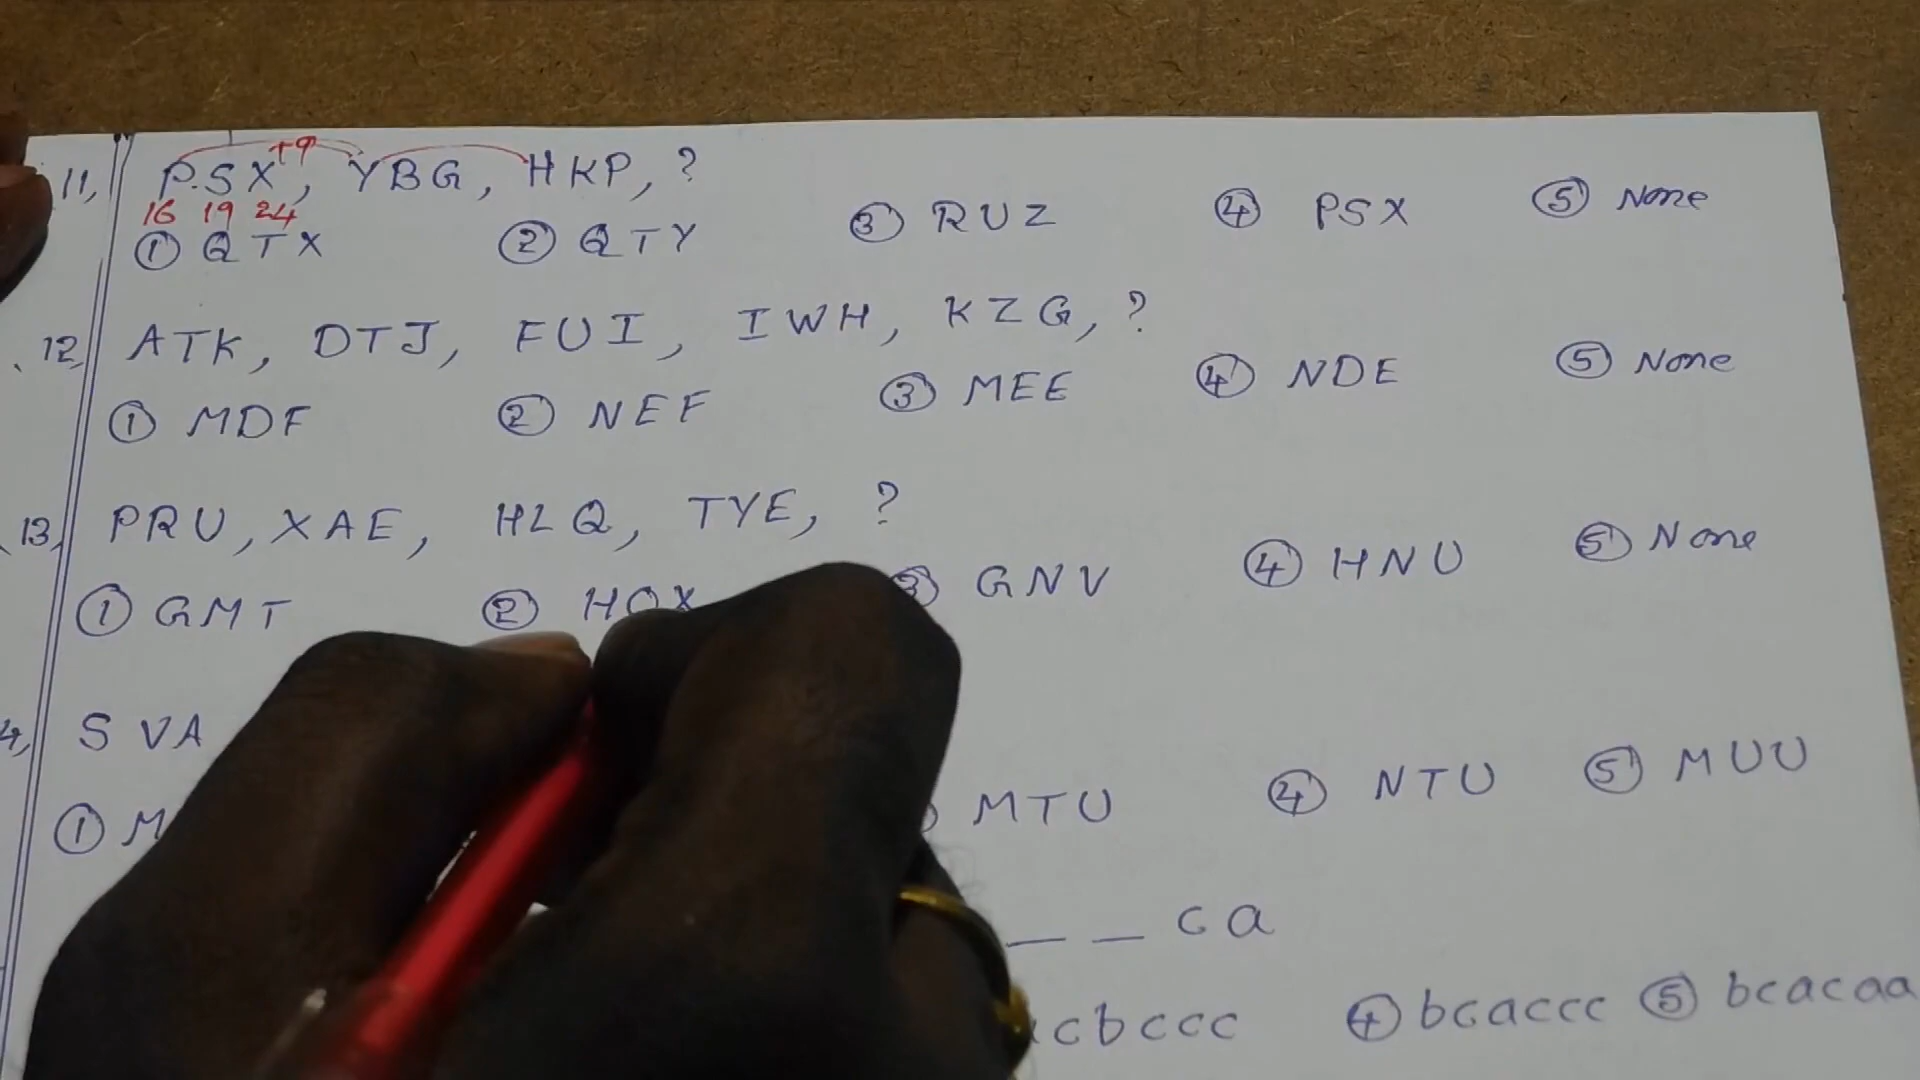 +9
11, PSX, YBG, HKP, ?
16 19 24
① QTX ② QTY ③ RUZ ④ PSX ⑤ None
12, ATK, DTJ, FUI, IWH, KZG, ?
① MDF ② NEF ③ MEE ④ NDE ⑤ None
13, PRU, XAE, HLQ, TYE, ?
① GMT ② HOX ③ GNV ④ HNU ⑤ None
4, SVA
① M MTU ④ NTU ⑤ MUU
_ _ c a
cbccc ④ bcaccc ⑤ bcacaa